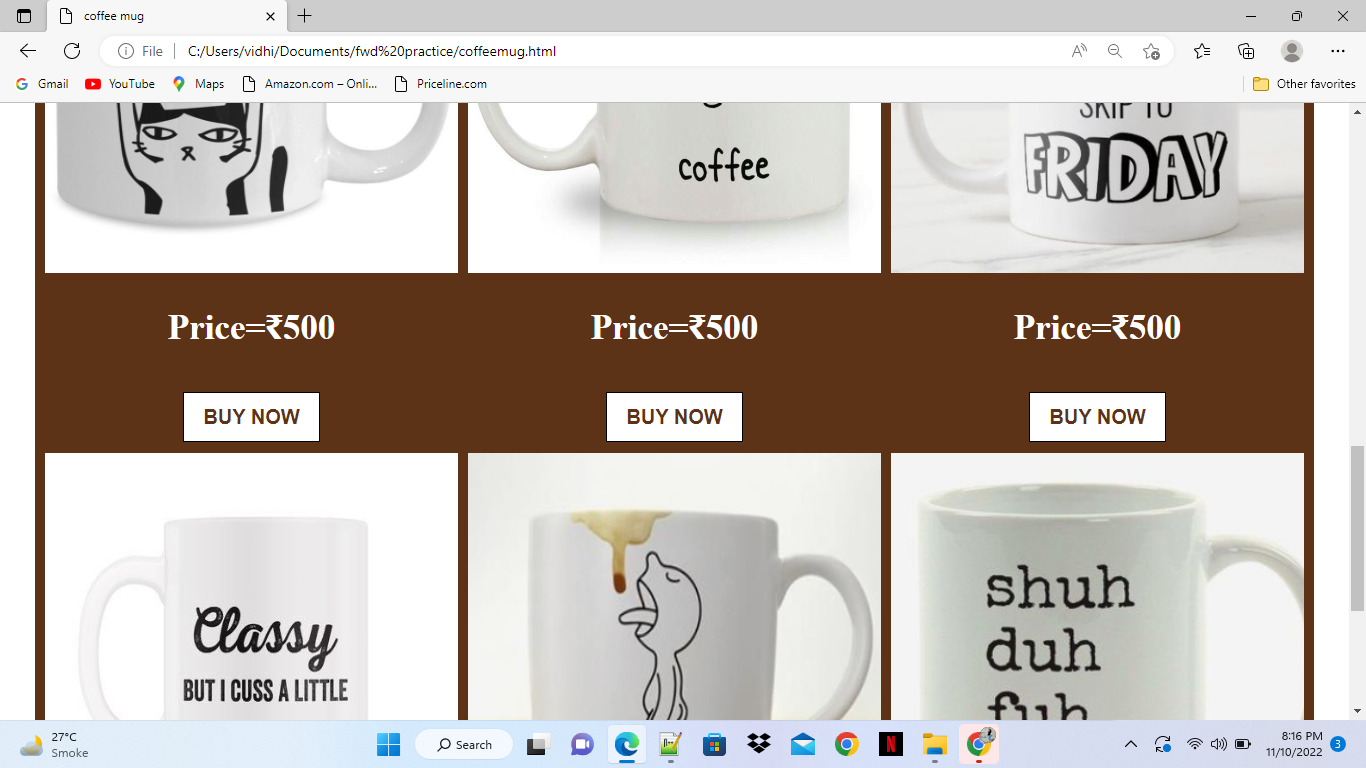 coffee mug
File
C:/Users/vidhi/Documents/fwd%20practice/coffeemug.html
Gmail
YouTube
Maps
Amazon.com – Onli...
Priceline.com
Other favorites
coffee
SKIP TO
FRIDAY
Price=₹500
Price=₹500
Price=₹500
BUY NOW
BUY NOW
BUY NOW
Classy
BUT I CUSS A LITTLE
shuh
duh
fuh
27°C
Smoke
Search
8:16 PM
11/10/2022
3